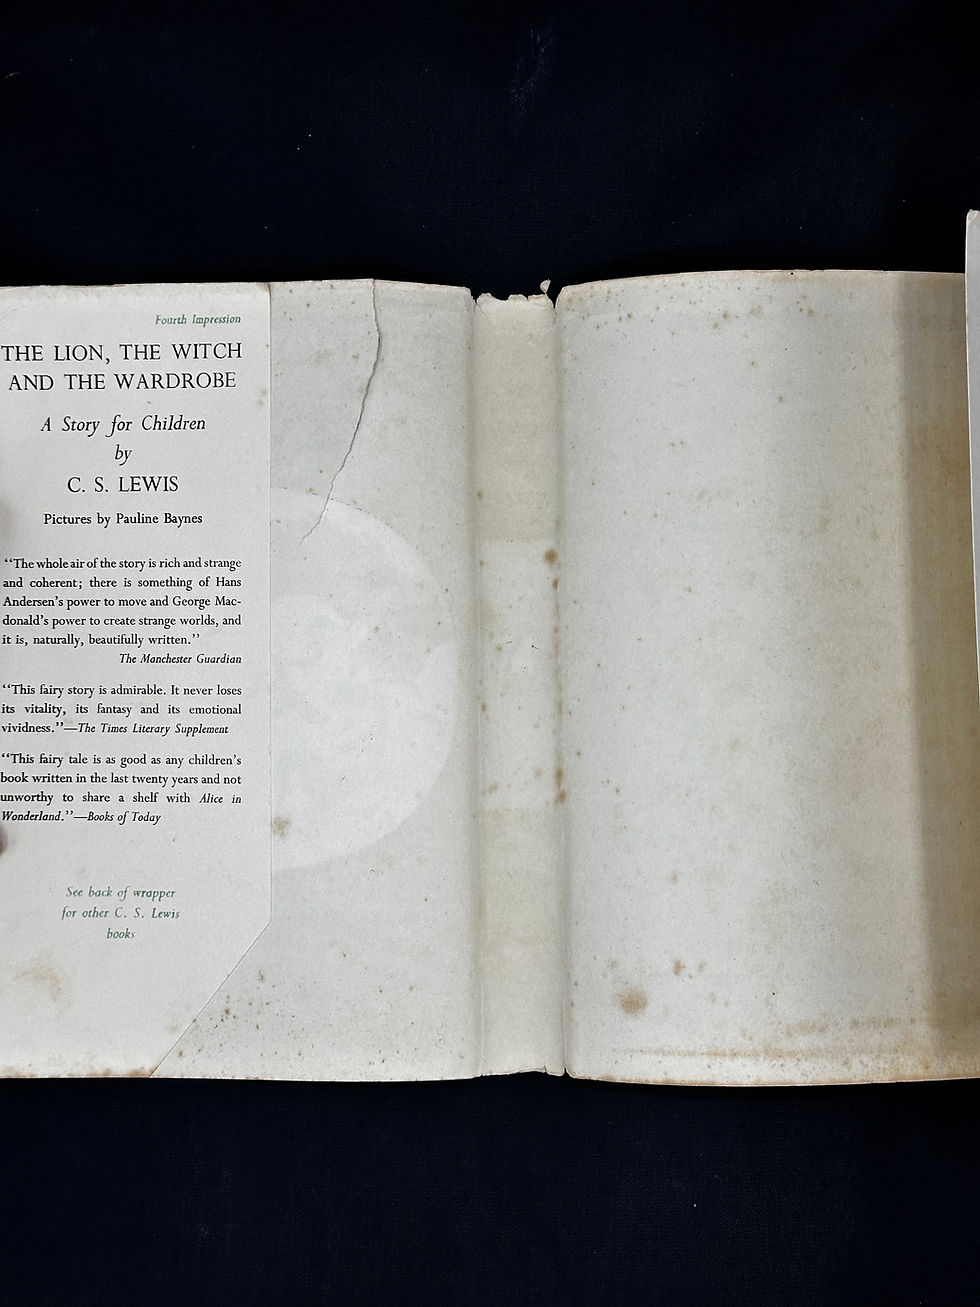 Fourth Impression
THE LION, THE WITCH
AND THE WARDROBE
A Story for Children
by
C. S. LEWIS
Pictures by Pauline Baynes
“The whole air of the story is rich and strange
and coherent; there is something of Hans
Andersen’s power to move and George Mac-
donald’s power to create strange worlds, and
it is, naturally, beautifully written.”
The Manchester Guardian
“This fairy story is admirable. It never loses
its vitality, its fantasy and its emotional
vividness.”—The Times Literary Supplement
“This fairy tale is as good as any children’s
book written in the last twenty years and not
unworthy to share a shelf with Alice in
Wonderland.”—Books of Today
See back of wrapper
for other C. S. Lewis
books